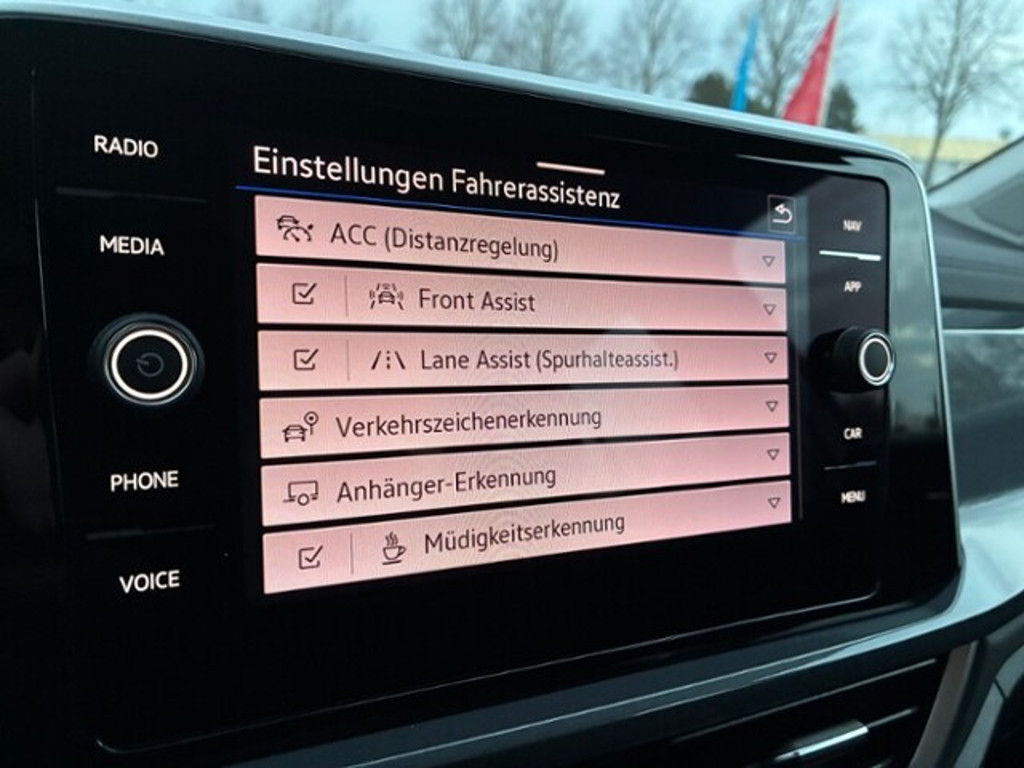 RADIO
MEDIA
PHONE
VOICE
Einstellungen Fahrerassistenz
ACC (Distanzregelung)
Front Assist
Lane Assist (Spurhalteassist.)
Verkehrszeichenerkennung
Anhänger-Erkennung
Müdigkeitserkennung
NAV
APP
CAR
MENU